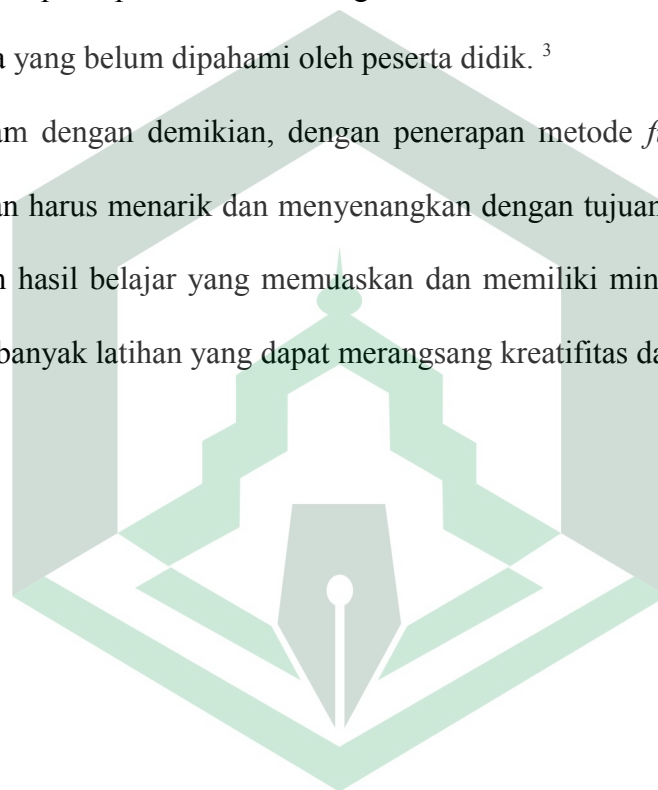 a yang belum dipahami oleh peserta didik. ³
am dengan demikian, dengan penerapan metode
an harus menarik dan menyenangkan dengan tujuan
n hasil belajar yang memuaskan dan memiliki min
banyak latihan yang dapat merangsang kreatifitas da